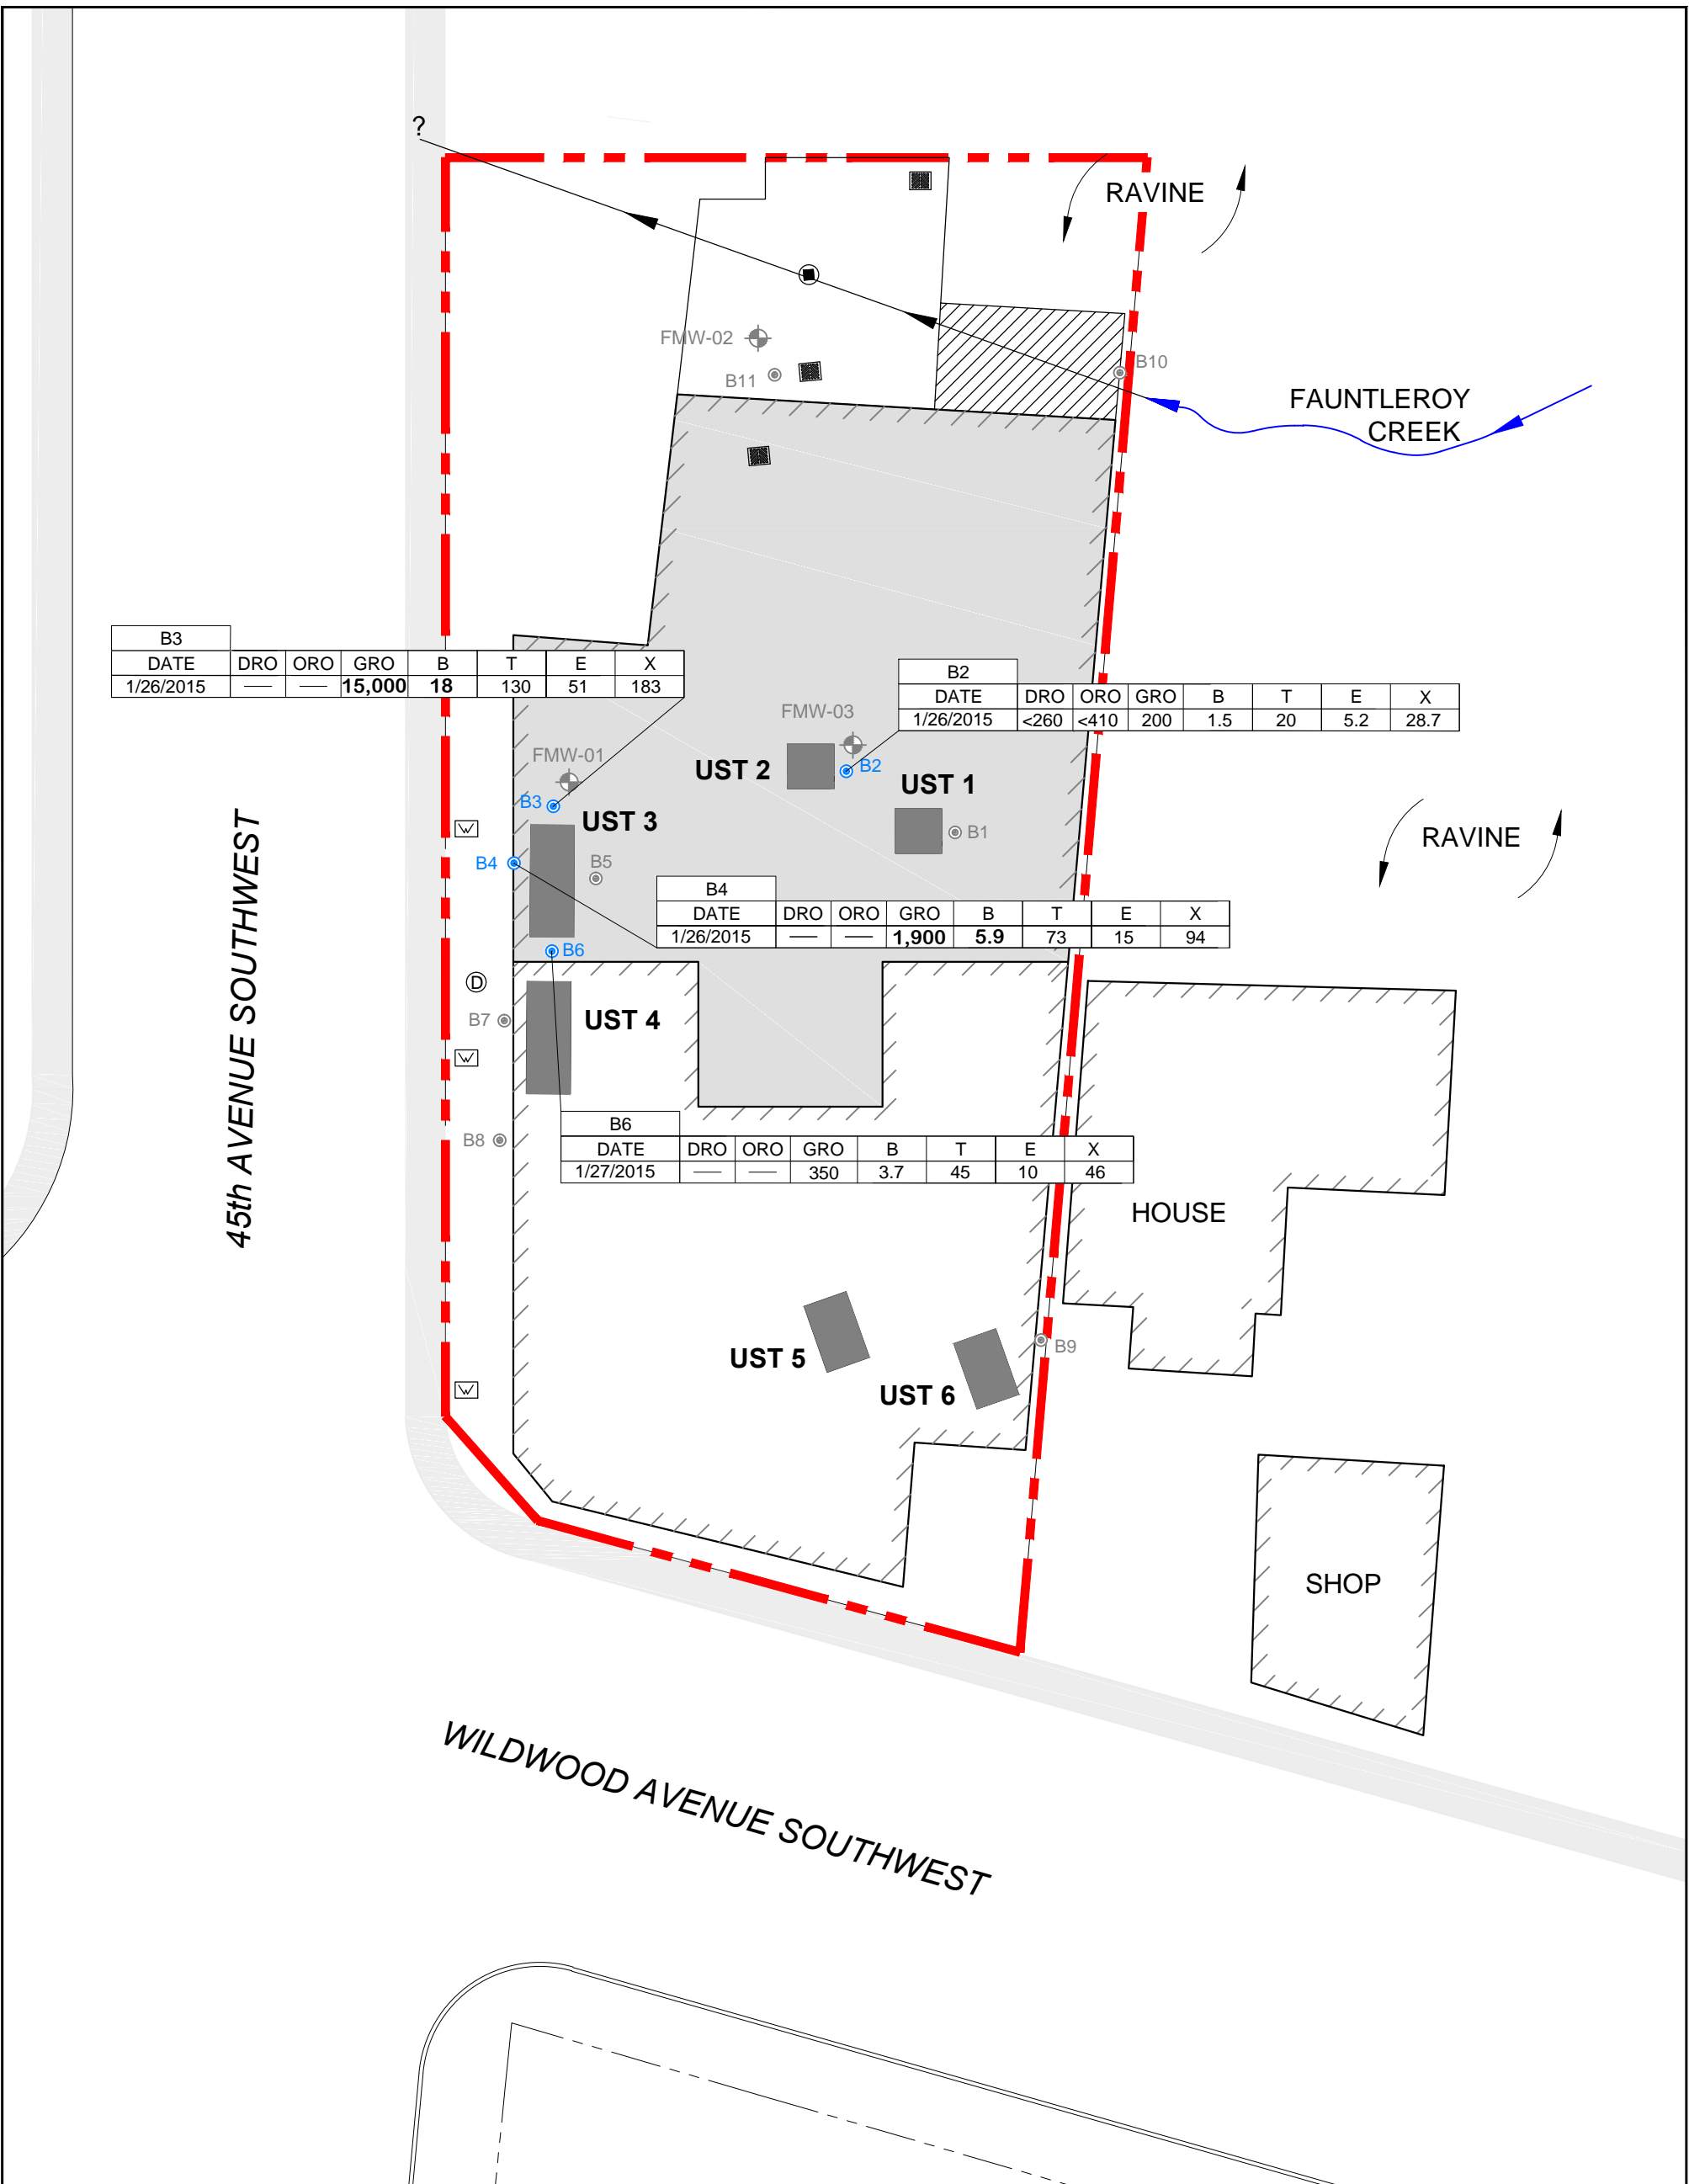 ?
RAVINE
FMW-02
B11
B10
FAUNTLEROY
CREEK
B3
DATE DRO ORO GRO B T E X
1/26/2015 — — 15,000 18 130 51 183
B2
DATE DRO ORO GRO B T E X
1/26/2015 <260 <410 200 1.5 20 5.2 28.7
FMW-03
FMW-01
UST 2
B2
UST 1
B3
UST 3
B1
RAVINE
W
B4
B5
B4
DATE DRO ORO GRO B T E X
1/26/2015 — — 1,900 5.9 73 15 94
B6
D
B7
UST 4
W
45th AVENUE SOUTHWEST
B8
B6
DATE DRO ORO GRO B T E X
1/27/2015 — — 350 3.7 45 10 46
HOUSE
UST 5
B9
UST 6
W
SHOP
WILDWOOD AVENUE SOUTHWEST